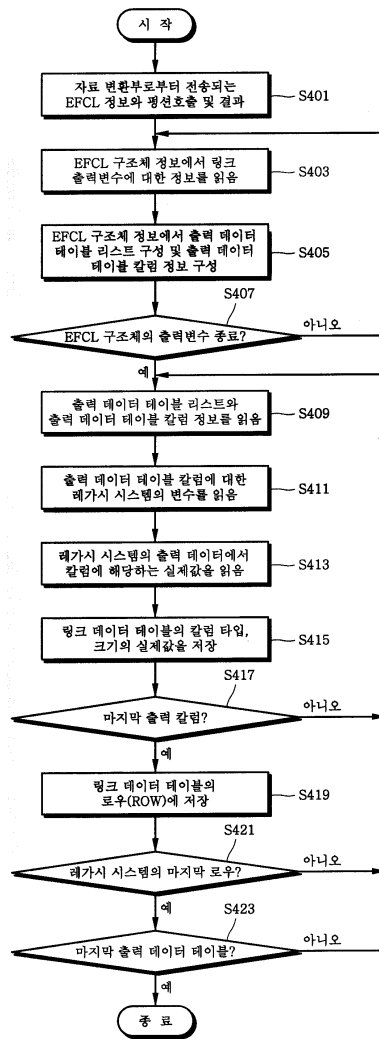 시 작
자료 변환부로부터 전송되는
EFCL 정보와 펑션호출 및 결과
S401
EFCL 구조체 정보에서 링크
출력변수에 대한 정보를 읽음
S403
EFCL 구조체 정보에서 출력 데이터
테이블 리스트 구성 및 출력 데이터
테이블 칼럼 정보 구성
S405
S407
EFCL 구조체의 출력변수 종료?
아니오
예
출력 데이터 테이블 리스트와
출력 데이터 테이블 칼럼 정보를 읽음
S409
출력 데이터 테이블 칼럼에 대한
레가시 시스템의 변수를 읽음
S411
레가시 시스템의 출력 데이터에서
칼럼에 해당하는 실제값을 읽음
S413
링크 데이터 테이블의 칼럼 타입,
크기의 실제값을 저장
S415
S417
마지막 출력 칼럼?
아니오
예
링크 데이터 테이블의
로우(ROW)에 저장
S419
S421
레가시 시스템의 마지막 로우?
아니오
예
S423
마지막 출력 데이터 테이블?
아니오
예
종 료